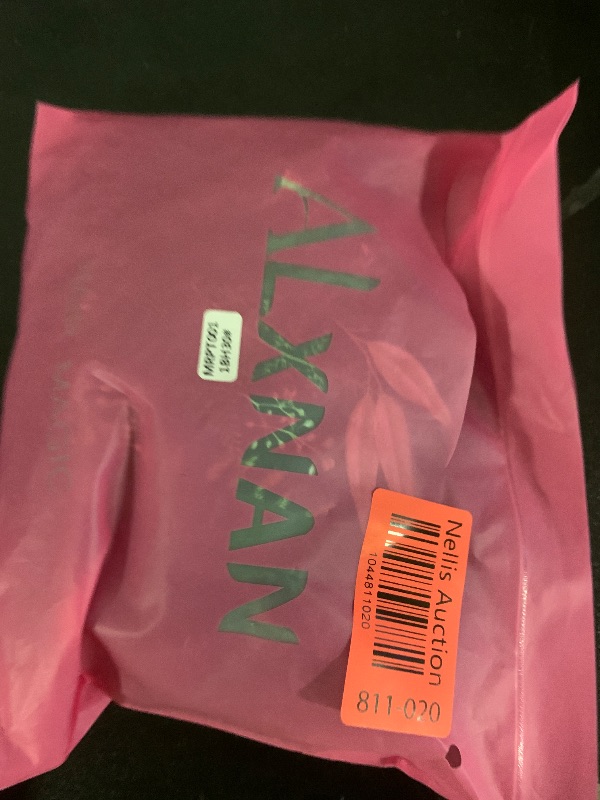 ALXNAN
MRPT001
18H30#
Nellis Auction
1044811020
811-020